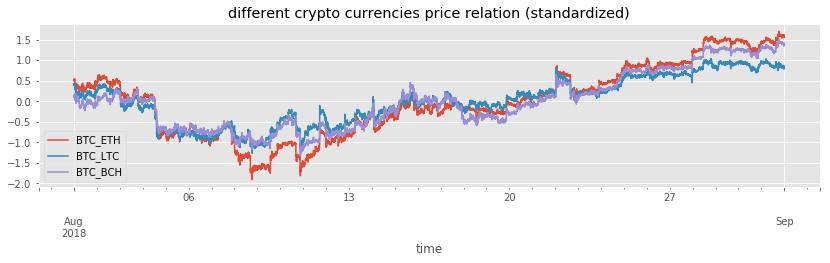 different crypto currencies price relation (standardized)
1.5
1.0
0.5
0.0
−0.5
−1.0
−1.5
−2.0
BTC_ETH
BTC_LTC
BTC_BCH
06 13 20 27
Aug Sep
2018
time